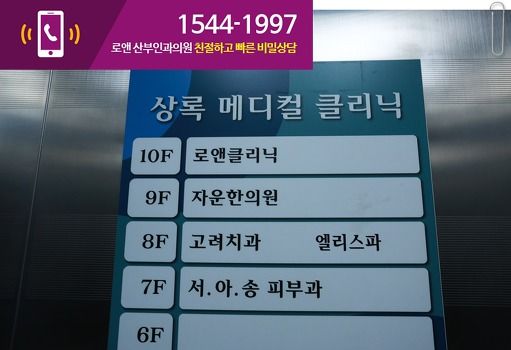 1544-1997
로앤 산부인과의원 친절하고 빠른 비밀상담
상록 메디컬 클리닉
10F 로앤클리닉
9F 자운한의원
8F 고려치과 엘리스파
7F 서.아.송 피부과
6F